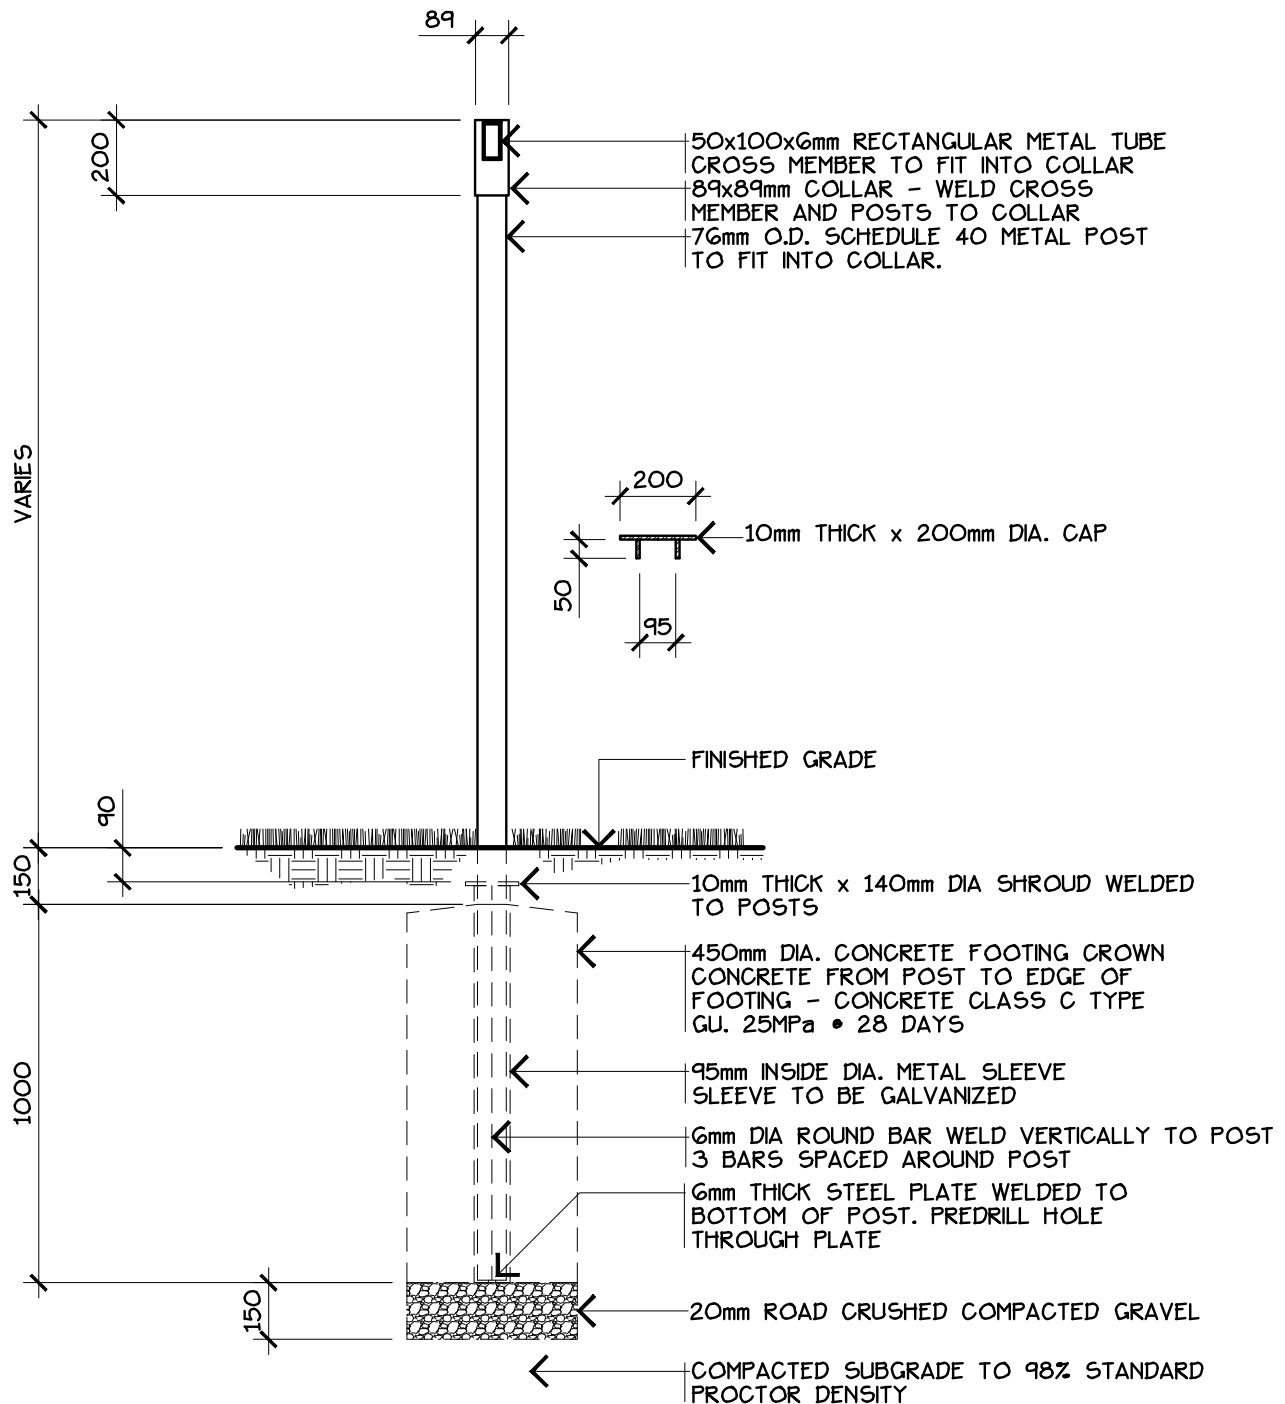 89
200
50x100x6mm RECTANGULAR METAL TUBE
CROSS MEMBER TO FIT INTO COLLAR
89x89mm COLLAR - WELD CROSS
MEMBER AND POSTS TO COLLAR
76mm O.D. SCHEDULE 40 METAL POST
TO FIT INTO COLLAR.
VARIES
200
10mm THICK x 200mm DIA. CAP
50
95
FINISHED GRADE
90
150
10mm THICK x 140mm DIA SHROUD WELDED
TO POSTS
450mm DIA. CONCRETE FOOTING CROWN
CONCRETE FROM POST TO EDGE OF
FOOTING - CONCRETE CLASS C TYPE
GU. 25MPa @ 28 DAYS
1000
95mm INSIDE DIA. METAL SLEEVE
SLEEVE TO BE GALVANIZED
6mm DIA ROUND BAR WELD VERTICALLY TO POST
3 BARS SPACED AROUND POST
6mm THICK STEEL PLATE WELDED TO
BOTTOM OF POST. PREDRILL HOLE
THROUGH PLATE
150
20mm ROAD CRUSHED COMPACTED GRAVEL
COMPACTED SUBGRADE TO 98% STANDARD
PROCTOR DENSITY